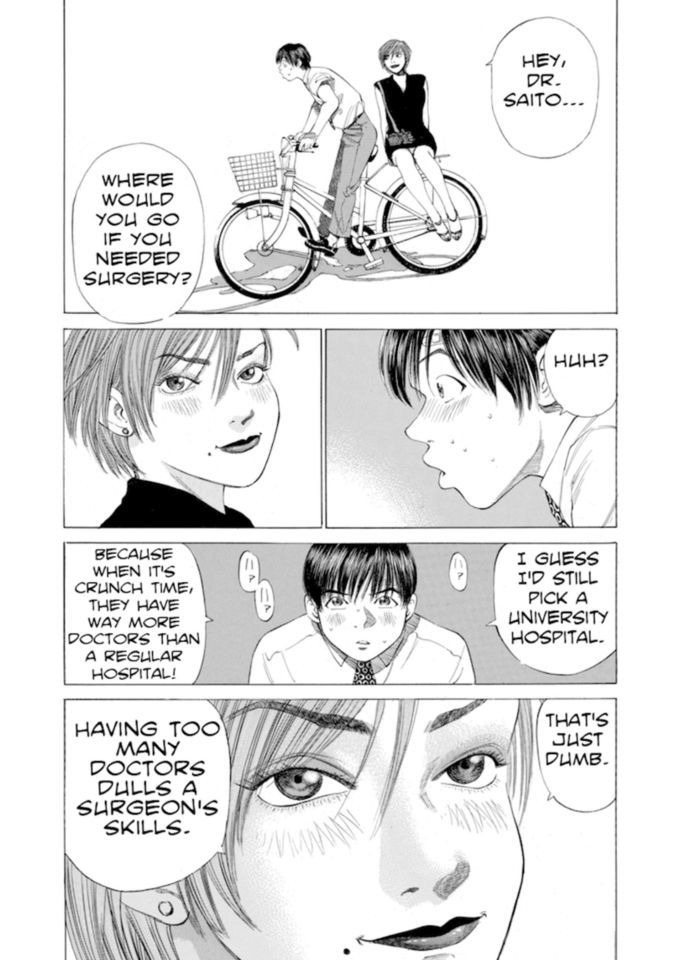 HEY,
DR.
SAITO...
WHERE
WOULD
YOU GO
IF YOU
NEEDED
SURGERY?
HUH?
I GUESS
I'D STILL
PICK A
UNIVERSITY
HOSPITAL.
?
?
?
BECAUSE
WHEN IT'S
CRUNCH TIME,
THEY HAVE
WAY MORE
DOCTORS THAN
A REGULAR
HOSPITAL!
THAT'S
JUST
DUMB.
HAVING TOO
MANY
DOCTORS
DULLS A
SURGEON'S
SKILLS.